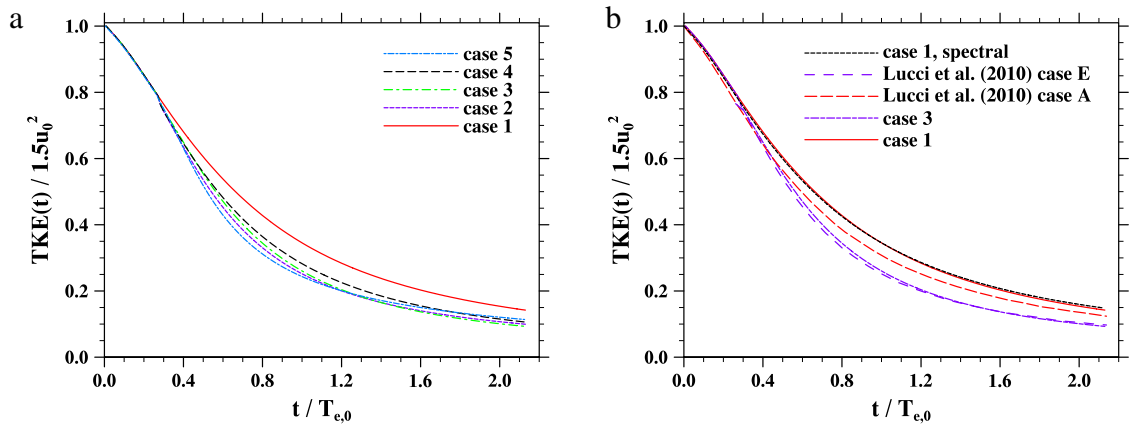 a
TKE(t) / 1.5u₀²
1.0
0.8
0.6
0.4
0.2
0.0
case 5
case 4
case 3
case 2
case 1
0.0 0.4 0.8 1.2 1.6 2.0
t / Tₑ,₀
b
TKE(t) / 1.5u₀²
1.0
0.8
0.6
0.4
0.2
0.0
case 1, spectral
Lucci et al. (2010) case E
Lucci et al. (2010) case A
case 3
case 1
0.0 0.4 0.8 1.2 1.6 2.0
t / Tₑ,₀